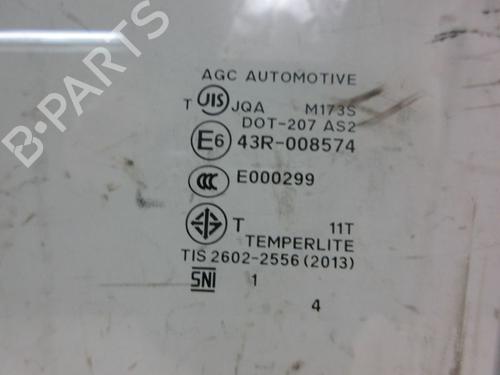 AGC AUTOMOTIVE
T JIS JQA M173S
DOT-207 AS2
E6 43R-008574
CCC E000299
T 11T
TEMPERLITE
TIS 2602-2556 (2013)
SNI 1
4
B-PARTS